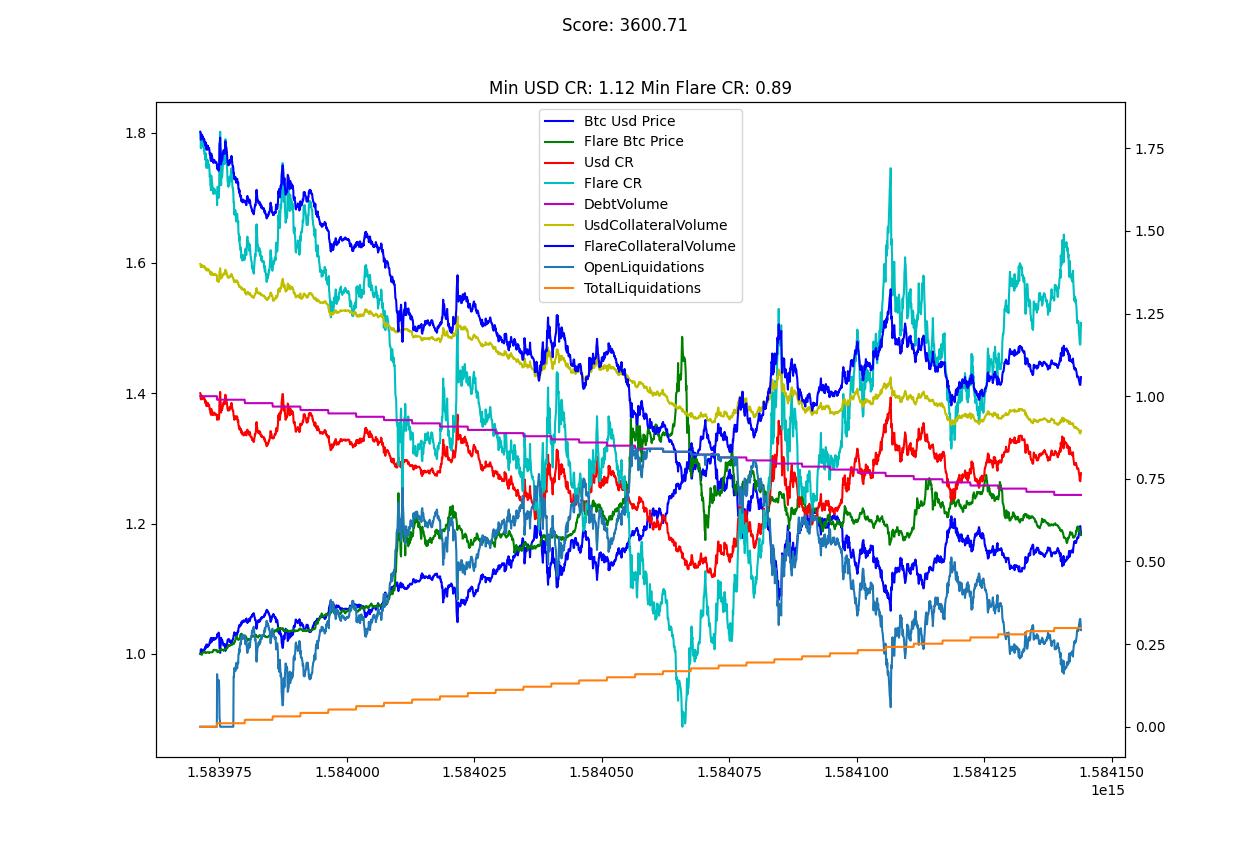 Score: 3600.71
Min USD CR: 1.12 Min Flare CR: 0.89
Btc Usd Price
Flare Btc Price
Usd CR
Flare CR
DebtVolume
UsdCollateralVolume
FlareCollateralVolume
OpenLiquidations
TotalLiquidations
1.8
1.6
1.4
1.2
1.0
1.75
1.50
1.25
1.00
0.75
0.50
0.25
0.00
1.583975 1.584000 1.584025 1.584050 1.584075 1.584100 1.584125 1.584150
1e15